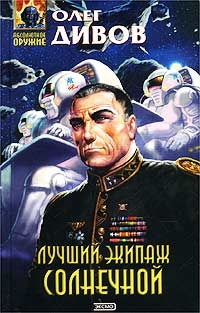 АБСОЛЮТНОЕ
ОРУЖИЕ
ОЛЕГ
ДИВОВ
ЛУЧШИЙ ЭКИПАЖ
СОЛНЕЧНОЙ
ЭКСМО